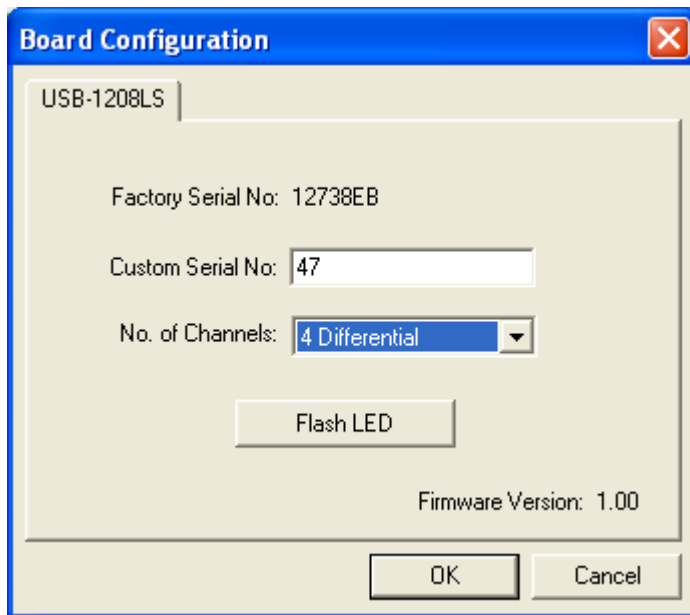 Board Configuration
USB-1208LS
Factory Serial No: 12738EB
Custom Serial No: 47
No. of Channels: 4 Differential
Flash LED
Firmware Version: 1.00
OK Cancel